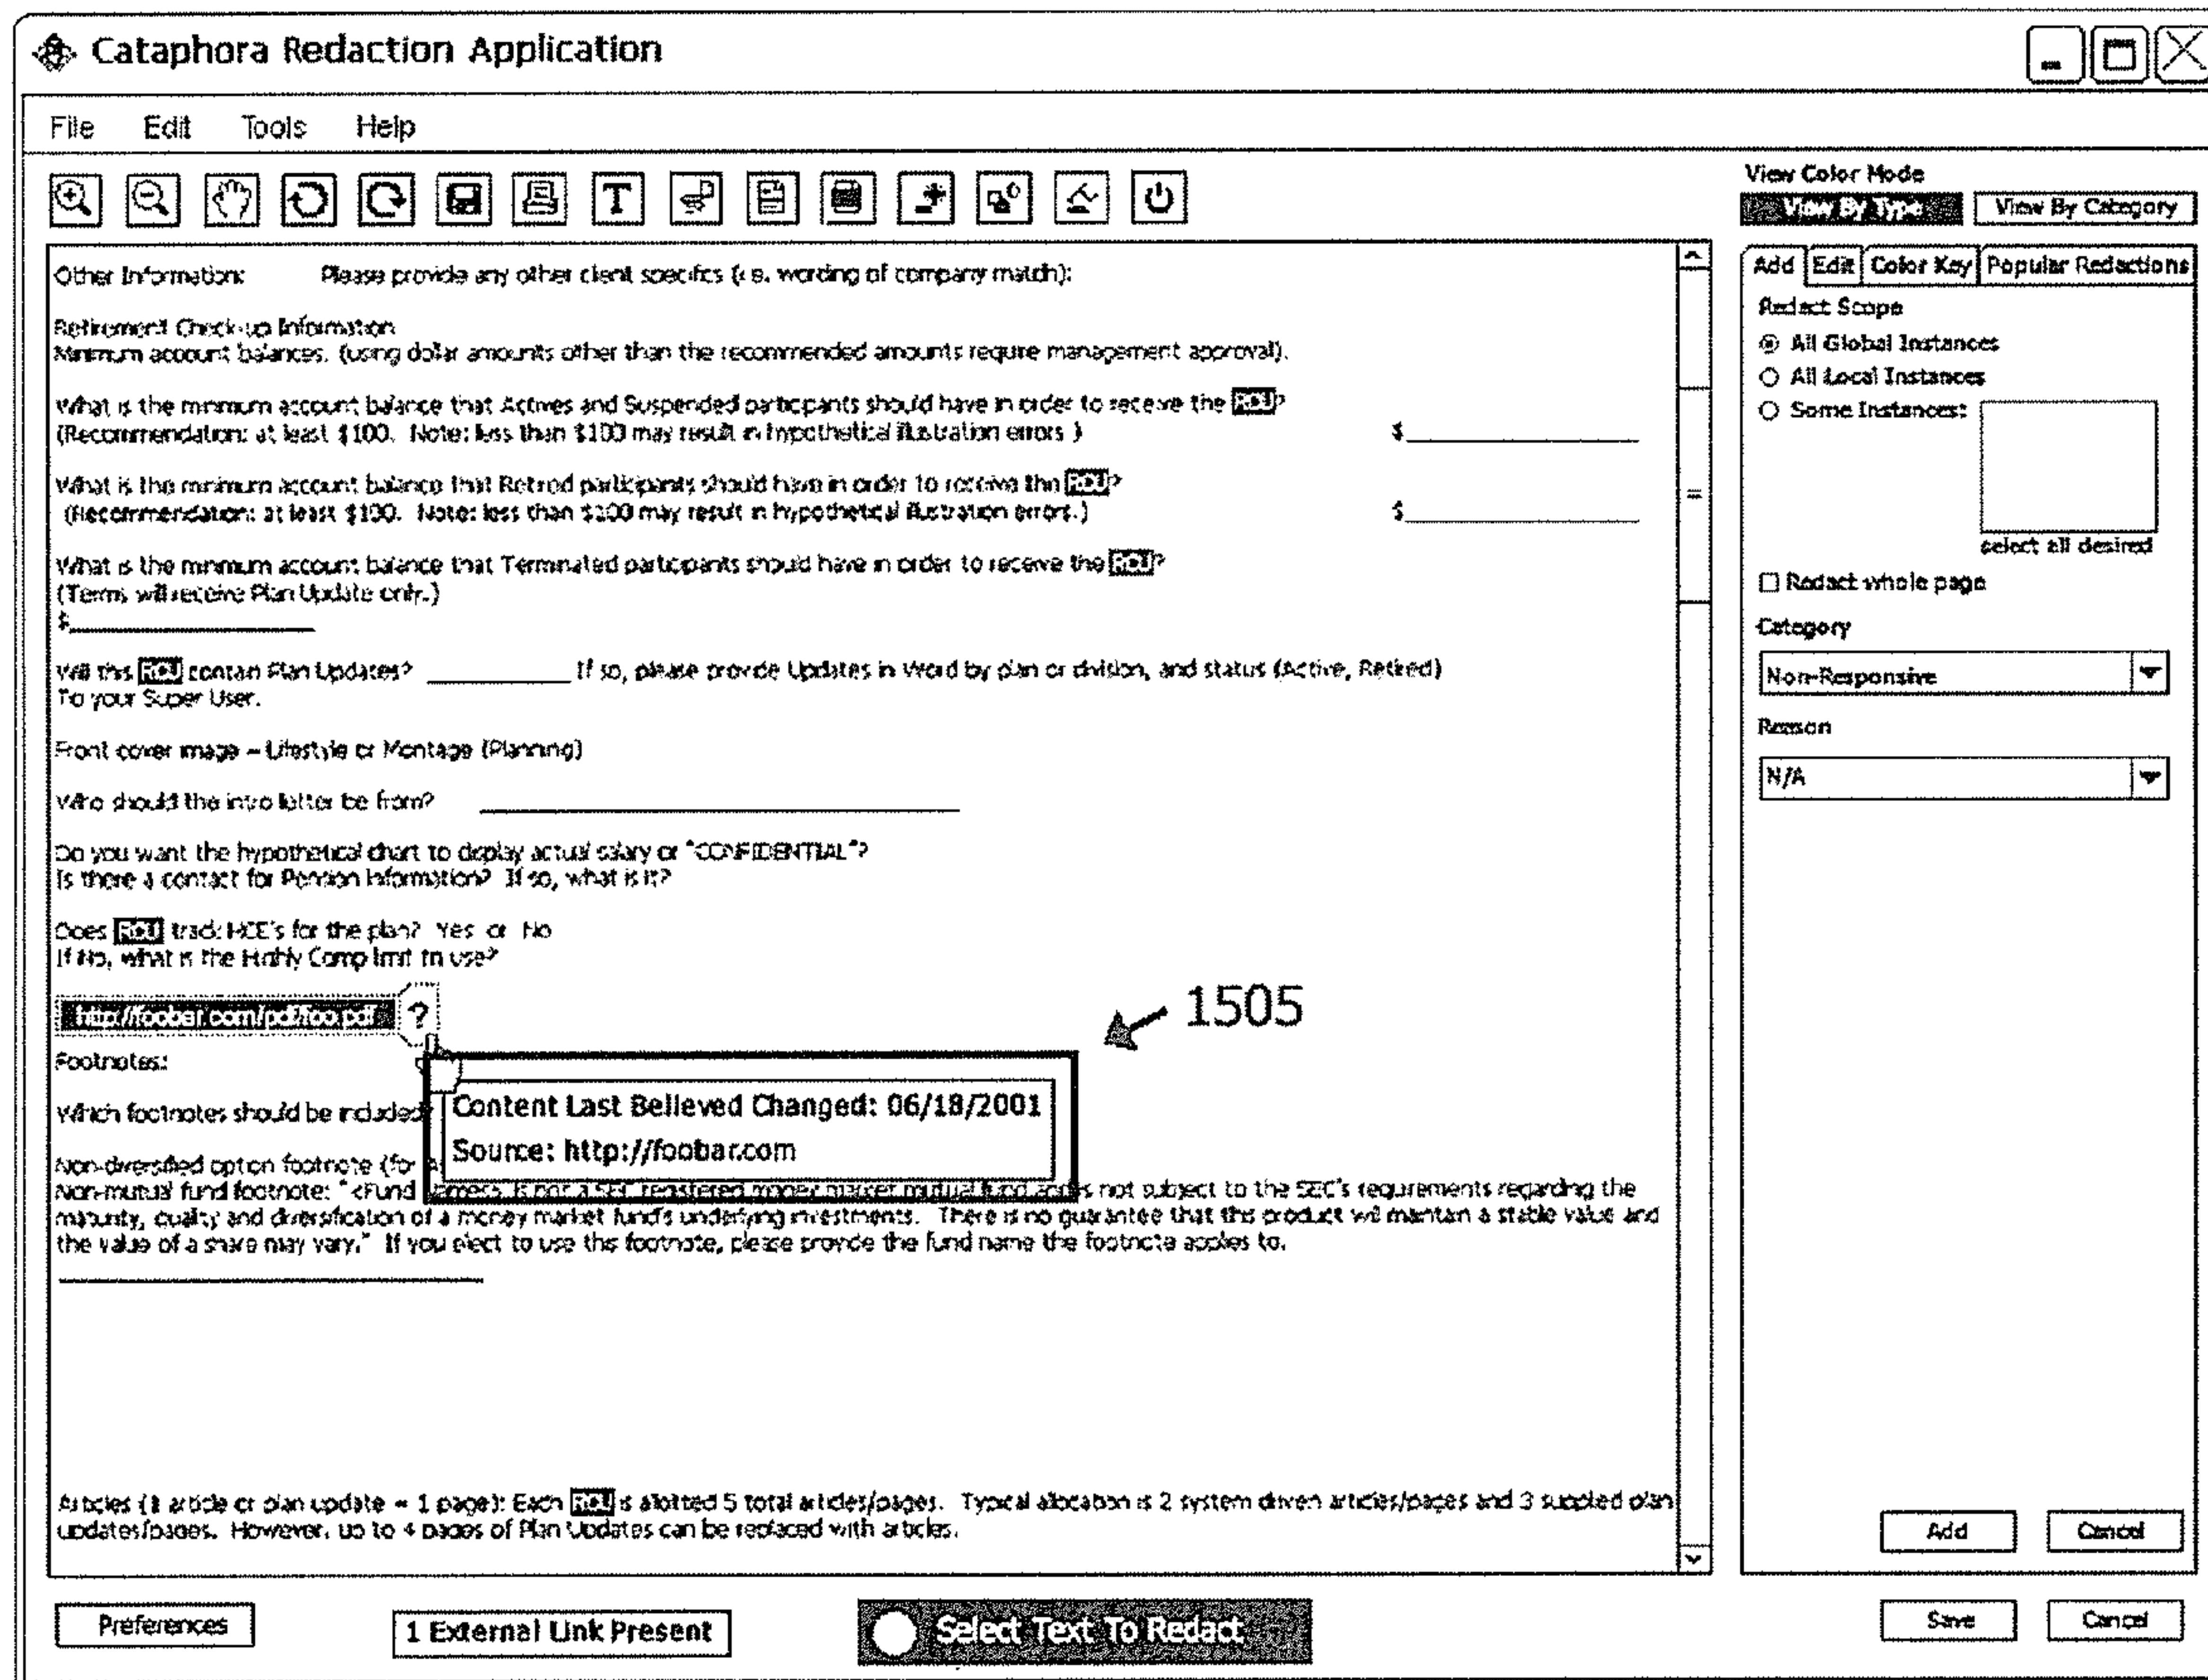 Cataphora Redaction Application
File Edit Tools Help
T
View Color Mode
View By Type View By Category
Other Information: Please provide any other client specifics (i.e. wording of company match):
Retirement Check-up Information
Minimum account balances. (using dollar amounts other than the recommended amounts require management approval).
What is the minimum account balance that Actives and Suspended participants should have in order to receive the RCU?
(Recommendation: at least $100. Note: less than $100 may result in hypothetical illustration errors.) $
What is the minimum account balance that Retired participants should have in order to receive the RCU?
(Recommendation: at least $100. Note: less than $100 may result in hypothetical illustration errors.) $
What is the minimum account balance that Terminated participants should have in order to receive the RCU?
(Terms will receive Plan Update only.)
$
Will this RCU contain Plan Updates? If so, please provide Updates in Word by plan or division, and status (Active, Retired)
To your Super User.
Front cover image – Lifestyle or Montage (Planning)
Who should the intro letter be from?
Do you want the hypothetical chart to display actual salary or "CONFIDENTIAL"?
Is there a contact for Pension Information? If so, what is it?
Does RCU track HCE's for the plan? Yes or No
If No, what is the Highly Comp limit to use?
http://foobar.com/pdf/foo.pdf ?
1505
Footnotes:
Content Last Believed Changed: 06/18/2001
Source: http://foobar.com
Which footnotes should be included?
Non-diversified option footnote (for
Non-mutual fund footnote: "<Fund Names> is not a SEC registered money market mutual fund and is not subject to the SEC's requirements regarding the
maturity, quality and diversification of a money market fund's underlying investments. There is no guarantee that this product will maintain a stable value and
the value of a share may vary." If you elect to use this footnote, please provide the fund name the footnote applies to.
Articles (1 article or plan update = 1 page): Each RCU is allotted 5 total articles/pages. Typical allocation is 2 system driven articles/pages and 3 supplied plan
updates/pages. However, up to 4 pages of Plan Updates can be replaced with articles.
Add Edit Color Key Popular Redactions
Redact Scope
All Global Instances
All Local Instances
Some Instances:
select all desired
Redact whole page
Category
Non-Responsive
Reason
N/A
Add Cancel
Preferences 1 External Link Present Select Text To Redact Save Cancel